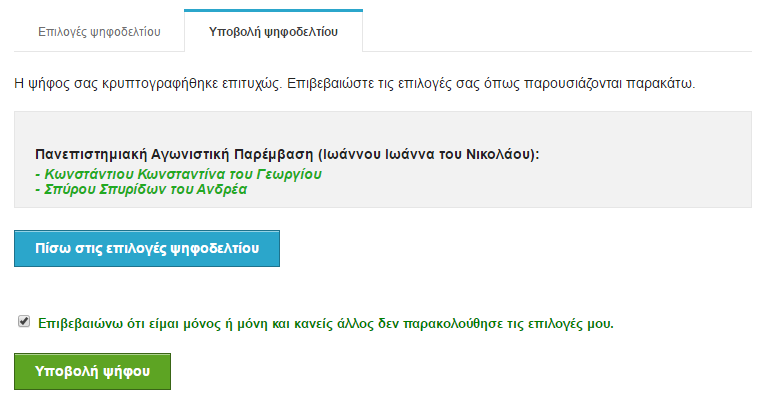 Επιλογές ψηφοδελτίου
Υποβολή ψηφοδελτίου
Η ψήφος σας κρυπτογραφήθηκε επιτυχώς. Επιβεβαιώστε τις επιλογές σας όπως παρουσιάζονται παρακάτω.
Πανεπιστημιακή Αγωνιστική Παρέμβαση (Ιωάννου Ιωάννα του Νικολάου):
- Κωνστάντιου Κωνσταντίνα του Γεωργίου
- Σπύρου Σπυρίδων του Ανδρέα
Πίσω στις επιλογές ψηφοδελτίου
Επιβεβαιώνω ότι είμαι μόνος ή μόνη και κανείς άλλος δεν παρακολούθησε τις επιλογές μου.
Υποβολή ψήφου